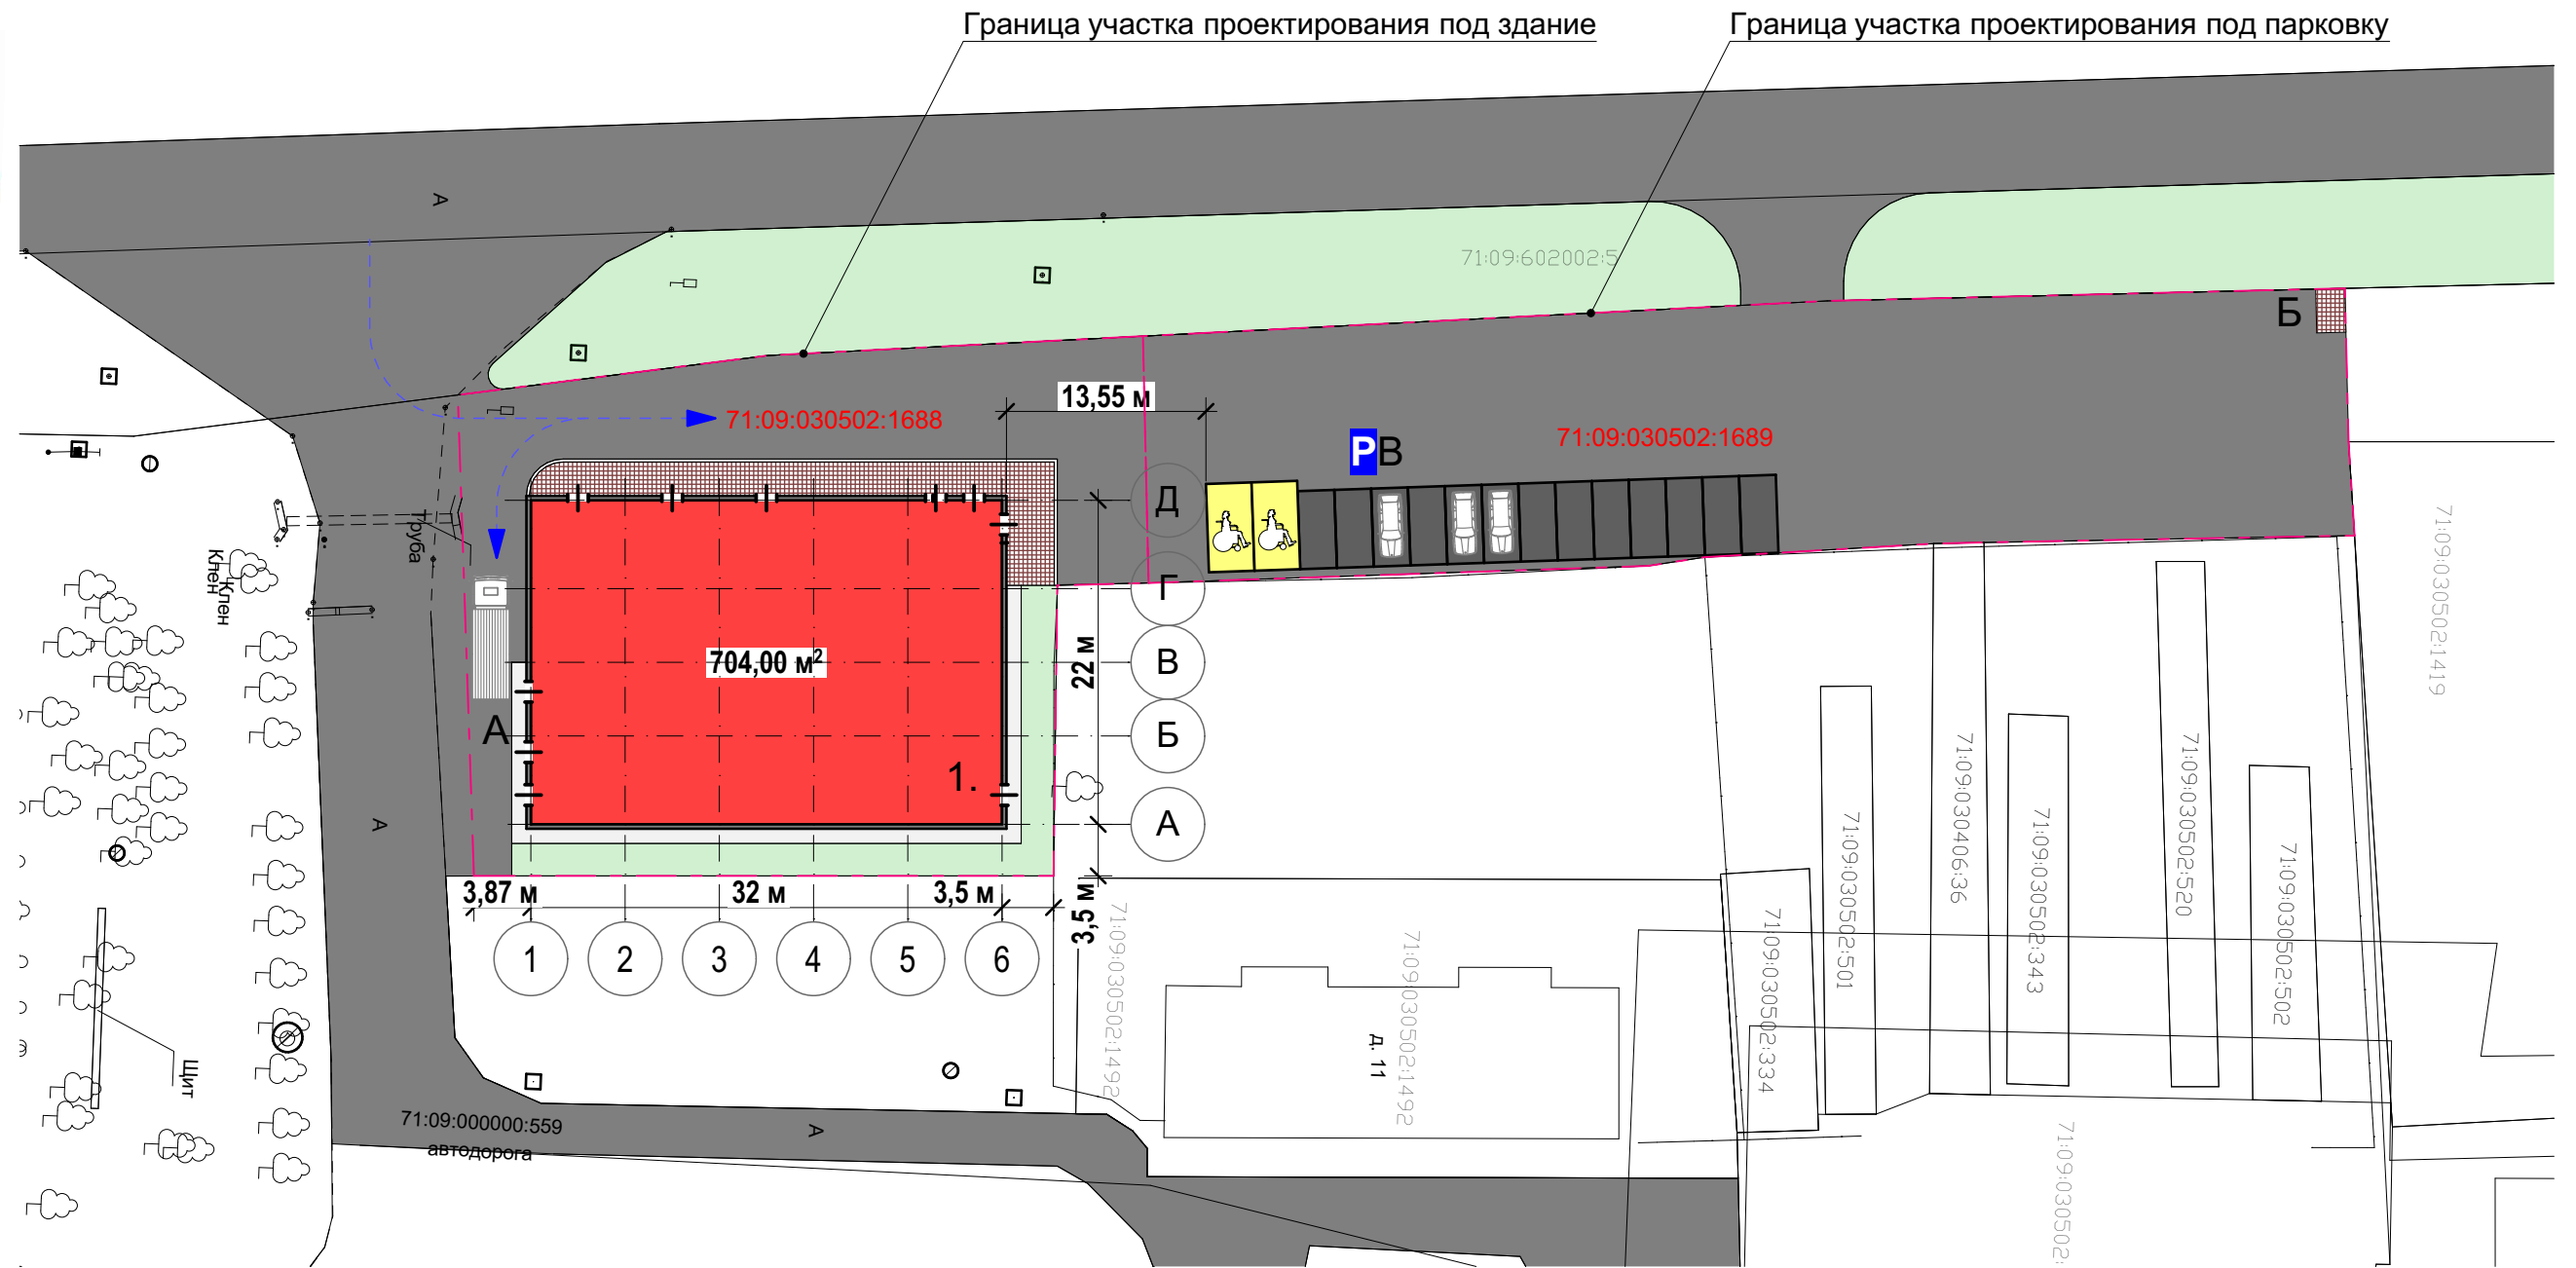 Граница участка проектирования под здание
Граница участка проектирования под парковку
А
71:09:602002:5
Б
13,55 м
71:09:030502:1688
PВ
71:09:030502:1689
Д
Труба
Клен
Клен
Г
71:09:030502:1419
22 м
704,00 м²
В
А
Б
1.
А
А
71:09:030502:501
71:09:030406:36
71:09:030502:343
71:09:030502:520
71:09:030502:502
3,87 м
32 м
3,5 м
3,5 м
71:09:030502:1492
71:09:030502:1492
71:09:030502:334
1
2
3
4
5
6
д. 11
Щит
71:09:000000:559
автодорога
А
71:09:030502: